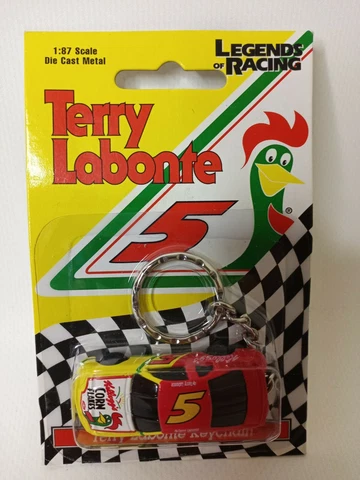 1:87 Scale
Die Cast Metal
LEGENDS
OF RACING
Terry
Labonte
5
®
Kellogg's
CORN
FLAKES
5
Terry Labonte Keychain